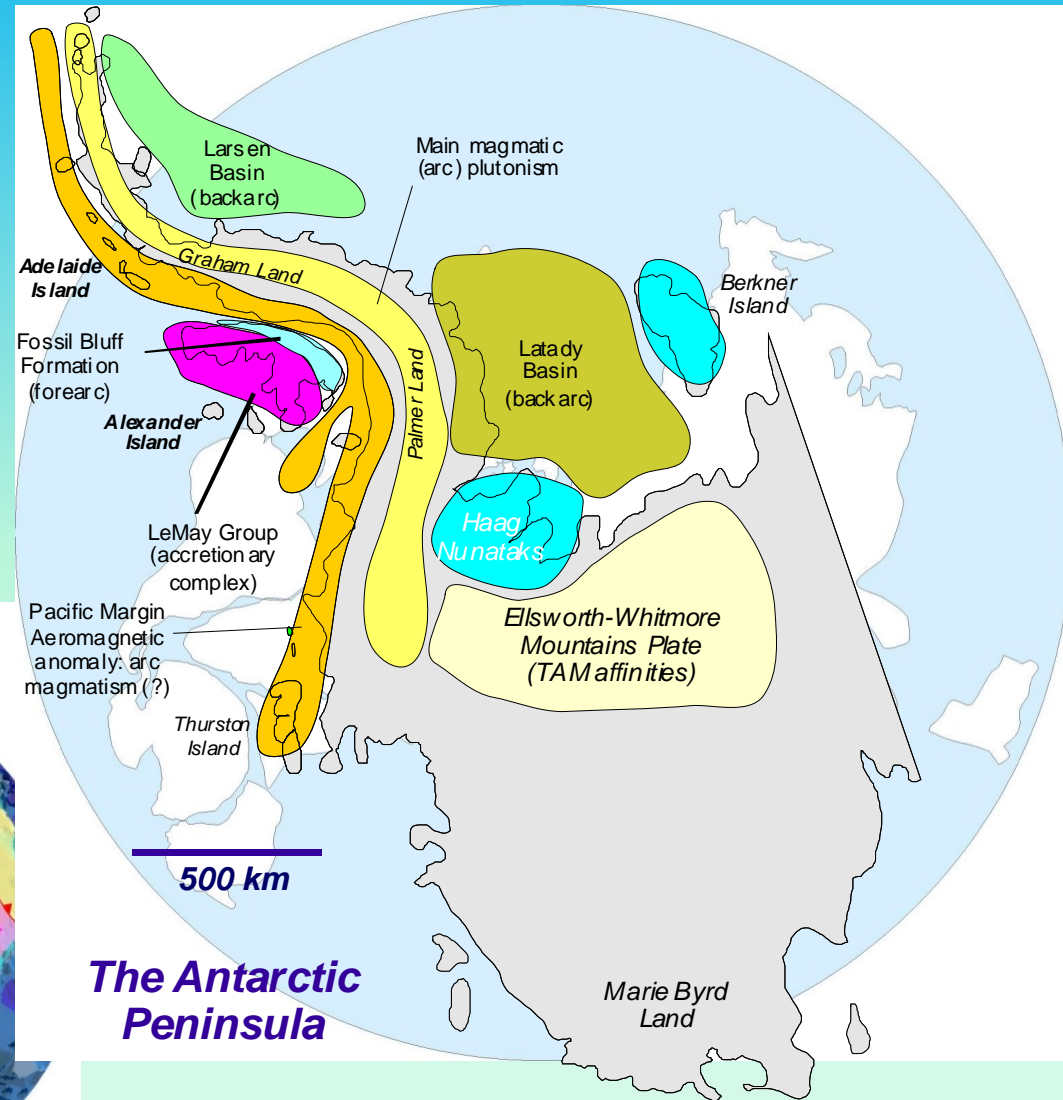 Larsen
Basin
(backarc)
Main magmatic
(arc) plutonism
Graham Land
Adelaide
Island
Berkner
Island
Fossil Bluff
Formation
(forearc)
Latady
Basin
(backarc)
Palmer Land
Alexander
Island
Haag
Nunataks
LeMay Group
(accretionary
complex)
Pacific Margin
Aeromagnetic
anomaly: arc
magmatism (?)
Ellsworth-Whitmore
Mountains Plate
(TAM affinities)
Thurston
Island
500 km
The Antarctic
Peninsula
Marie Byrd
Land